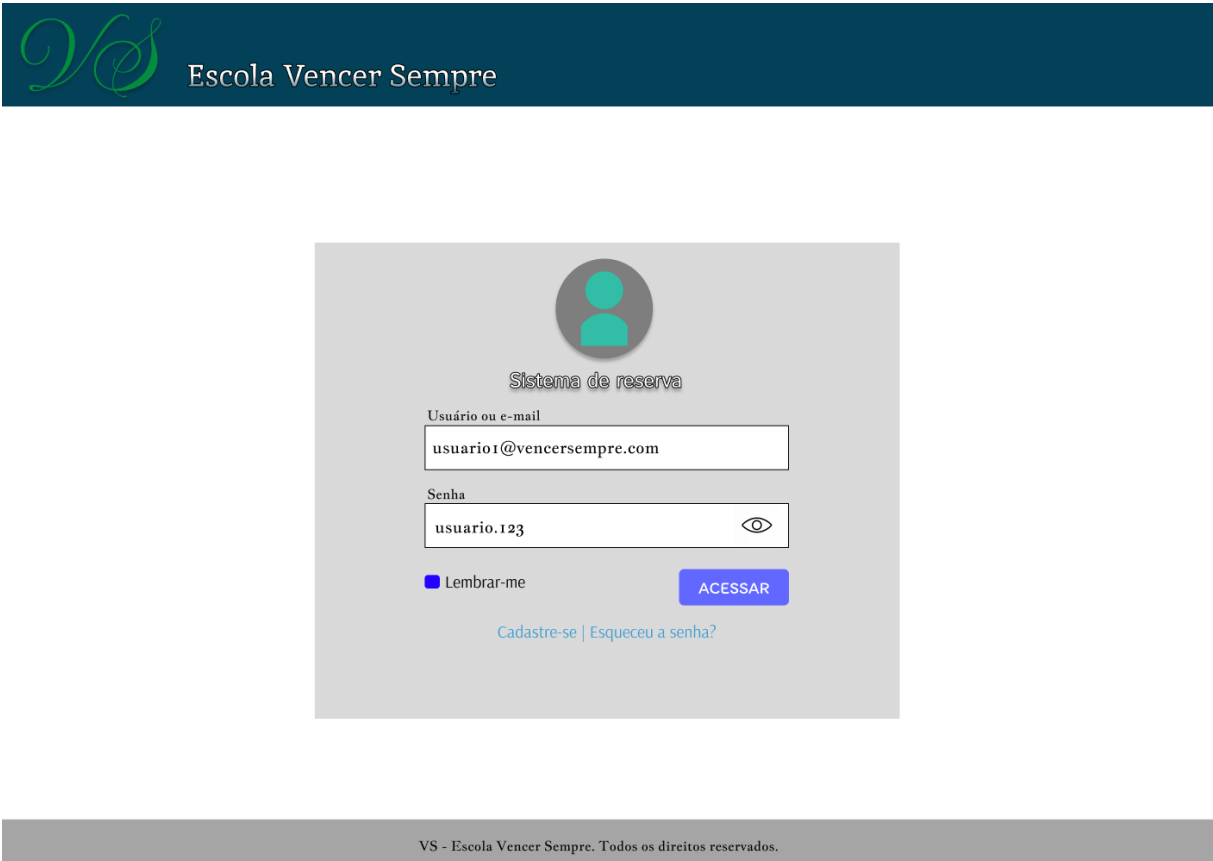 VS
Escola Vencer Sempre
Sistema de reserva
Usuário ou e-mail
usuario1@vencersempre.com
Senha
usuario.123
Lembrar-me
ACESSAR
Cadastre-se | Esqueceu a senha?
VS - Escola Vencer Sempre. Todos os direitos reservados.